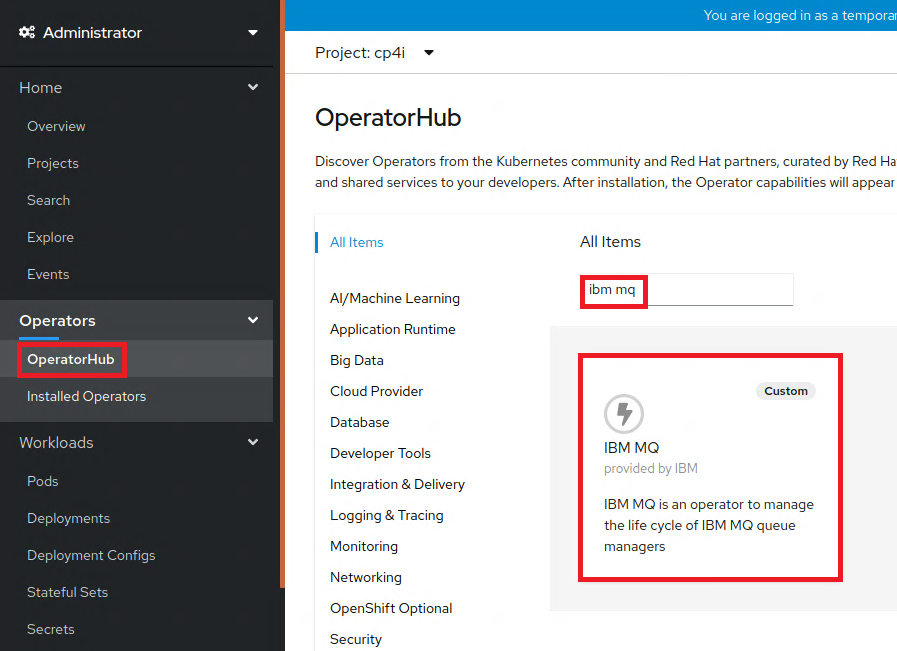 Administrator
Home
Overview
Projects
Search
Explore
Events
Operators
OperatorHub
Installed Operators
Workloads
Pods
Deployments
Deployment Configs
Stateful Sets
Secrets
You are logged in as a
Project: cp4i
OperatorHub
Discover Operators from the Kubernetes community and Red Hat partners, curated by Red
and shared services to your developers. After installation, the Operator capabilities will appear
All Items
AI/Machine Learning
Application Runtime
Big Data
Cloud Provider
Database
Developer Tools
Integration & Delivery
Logging & Tracing
Monitoring
Networking
OpenShift Optional
Security
All Items
ibm mq
Custom
IBM MQ
provided by IBM
IBM MQ is an operator to manage
the life cycle of IBM MQ queue
managers